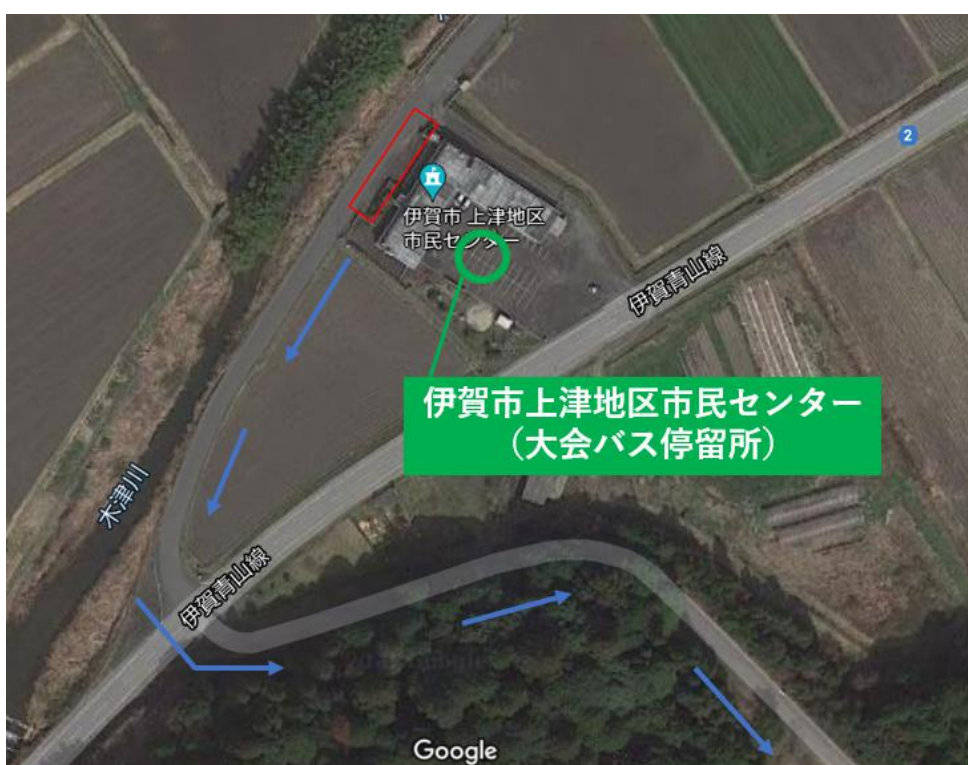 2
伊賀市 上津地区
市民センター
伊賀青山線
伊賀市上津地区市民センター
（大会バス停留所）
木津川
伊賀青山線
Google